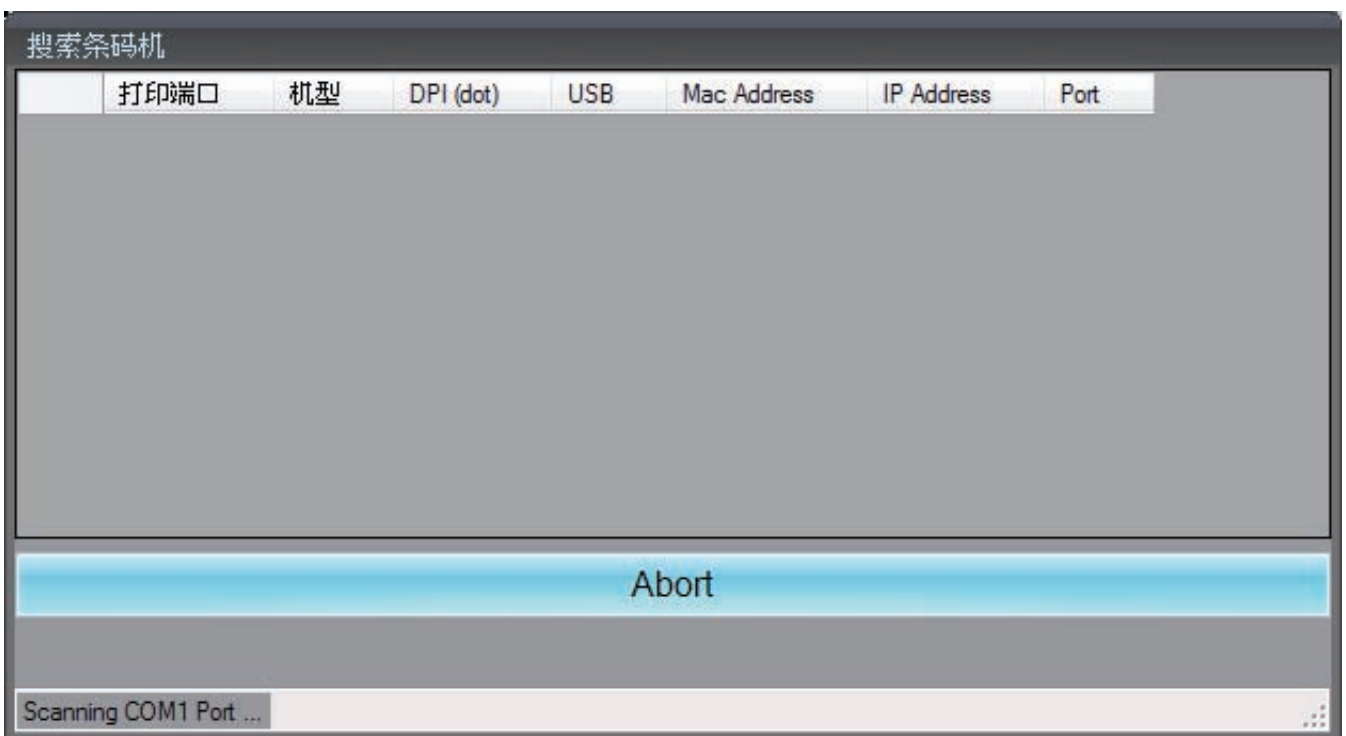 搜索条码机
打印端口 机型 DPI (dot) USB Mac Address IP Address Port
Abort
Scanning COM1 Port ...